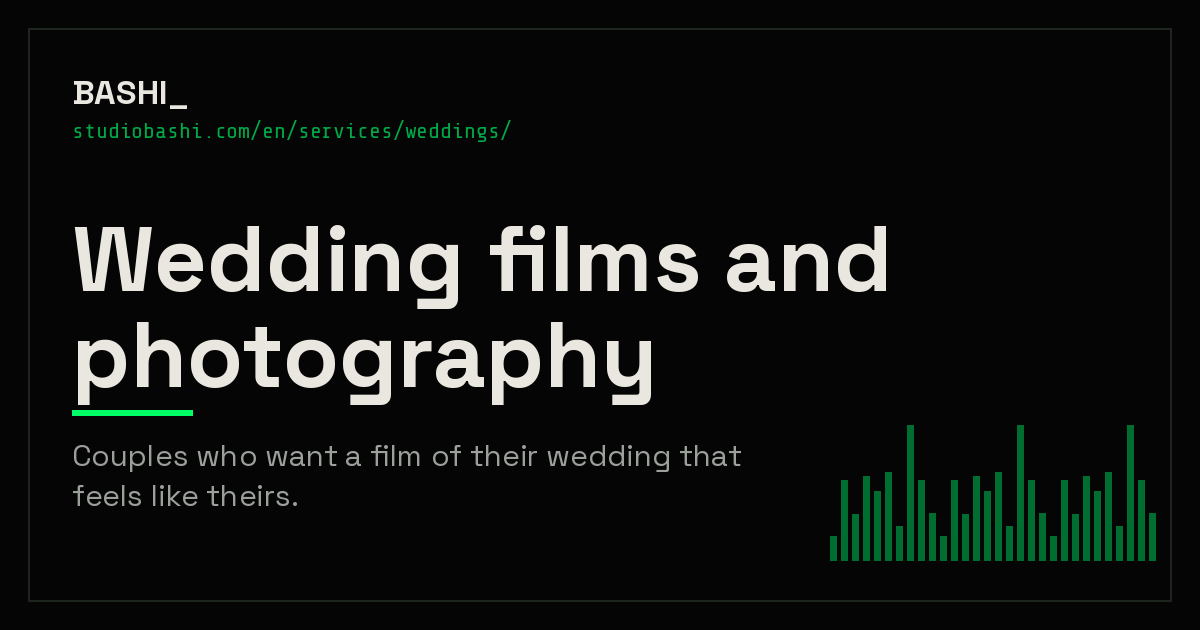 BASHI_
studiobashi.com/en/services/weddings/
Wedding films and
photography
Couples who want a film of their wedding that
feels like theirs.